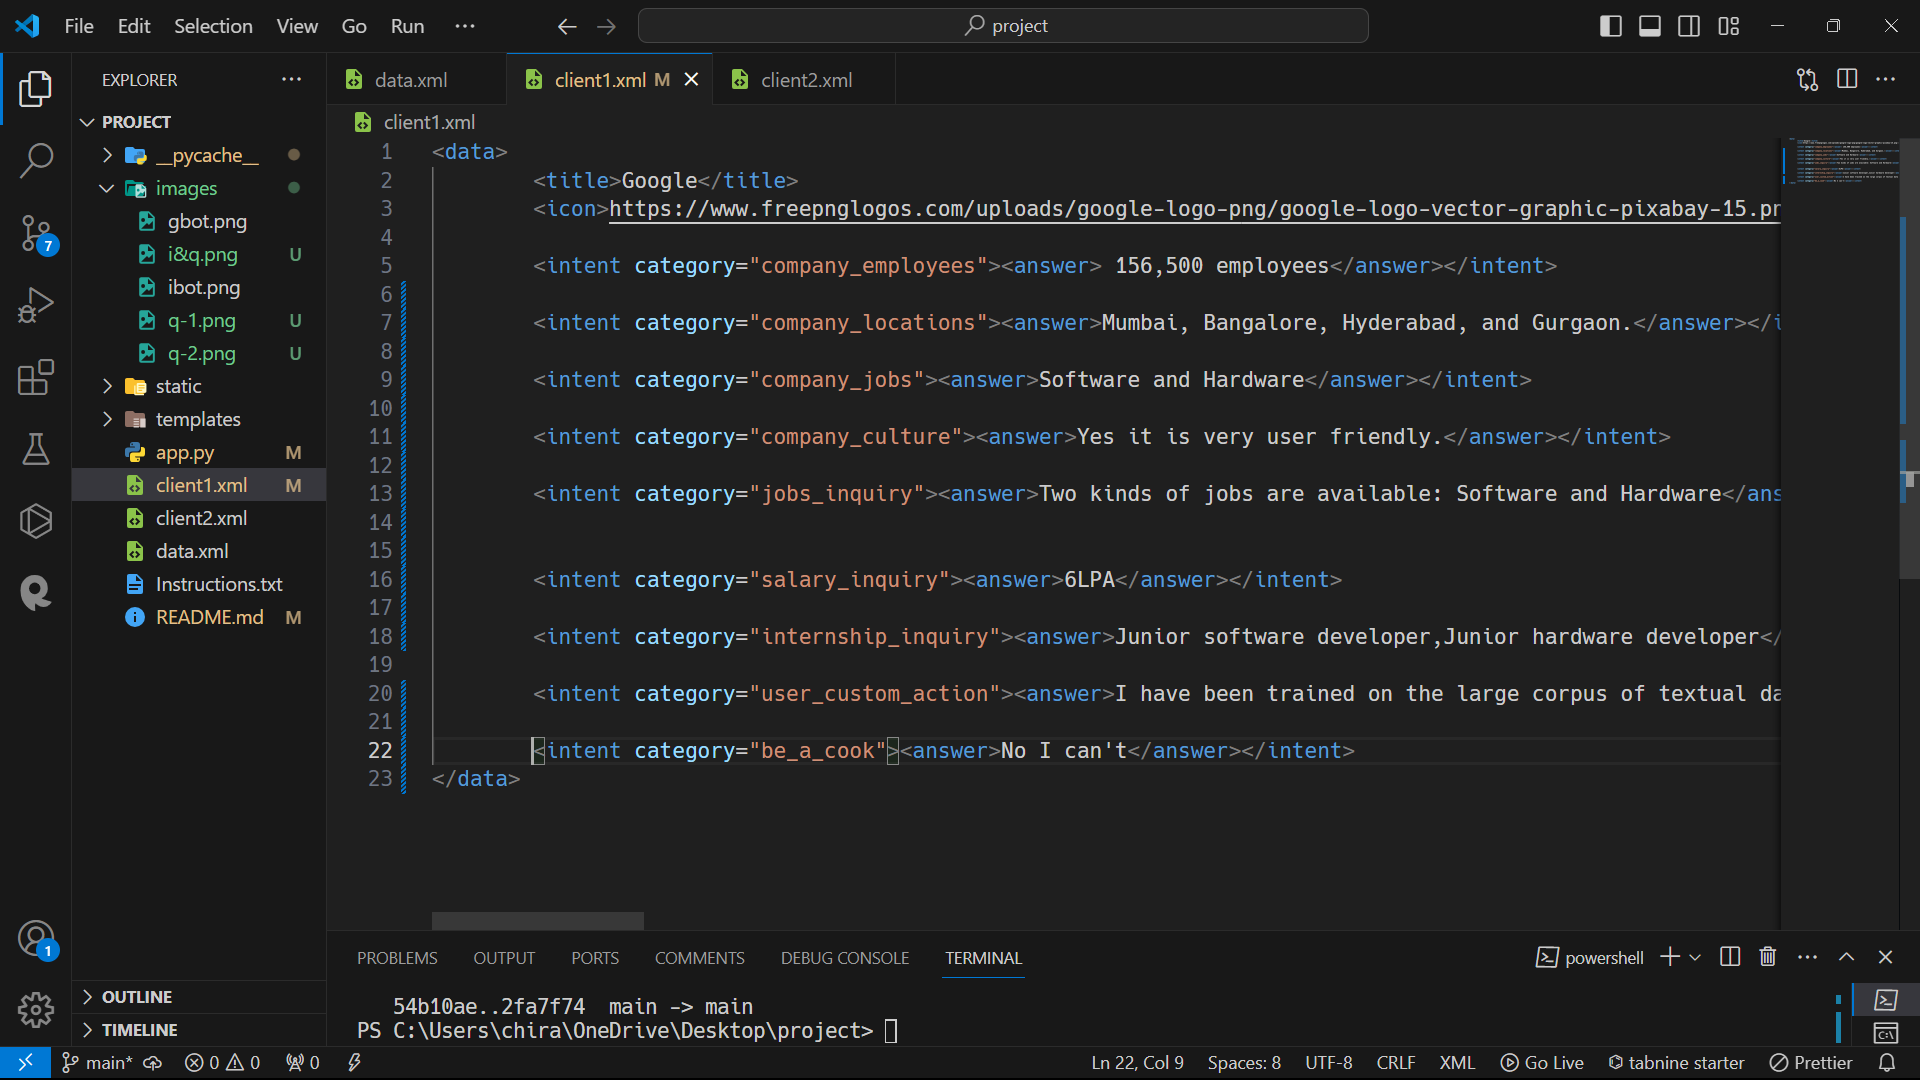 File Edit Selection View Go Run ···
project
EXPLORER ···
PROJECT
__pycache__
images
gbot.png
i&q.png U
ibot.png
q-1.png U
q-2.png U
static
templates
app.py M
client1.xml M
client2.xml
data.xml
Instructions.txt
README.md M
OUTLINE
TIMELINE
7
1
data.xml client1.xml M client2.xml
client1.xml
1 <data>
2 <title>Google</title>
3 <icon>https://www.freepnglogos.com/uploads/google-logo-png/google-logo-vector-graphic-pixabay-15.pn
4
5 <intent category="company_employees"><answer> 156,500 employees</answer></intent>
6
7 <intent category="company_locations"><answer>Mumbai, Bangalore, Hyderabad, and Gurgaon.</answer></i
8
9 <intent category="company_jobs"><answer>Software and Hardware</answer></intent>
10
11 <intent category="company_culture"><answer>Yes it is very user friendly.</answer></intent>
12
13 <intent category="jobs_inquiry"><answer>Two kinds of jobs are available: Software and Hardware</ans
14
15
16 <intent category="salary_inquiry"><answer>6LPA</answer></intent>
17
18 <intent category="internship_inquiry"><answer>Junior software developer,Junior hardware developer</
19
20 <intent category="user_custom_action"><answer>I have been trained on the large corpus of textual da
21
22 <intent category="be_a_cook"><answer>No I can't</answer></intent>
23 </data>
PROBLEMS OUTPUT PORTS COMMENTS DEBUG CONSOLE TERMINAL
powershell
54b10ae..2fa7f74 main -> main
PS C:\Users\chira\OneDrive\Desktop\project>
main* 0 0 0
Ln 22, Col 9 Spaces: 8 UTF-8 CRLF XML Go Live tabnine starter Prettier